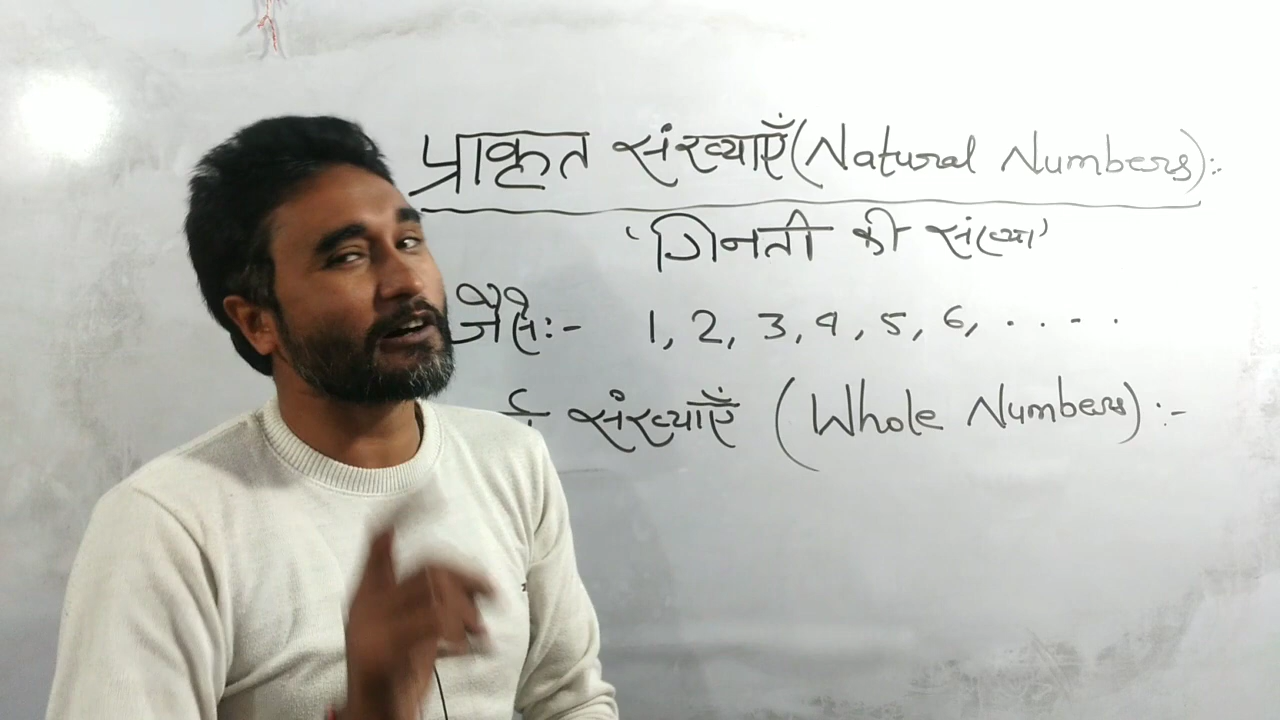 प्राकृत संख्याएँ (Natural Numbers):-
'गिनती की संख्या'
जैसे:- 1, 2, 3, 4, 5, 6, . . . - .
संख्याएँ (Whole Numbers) :-